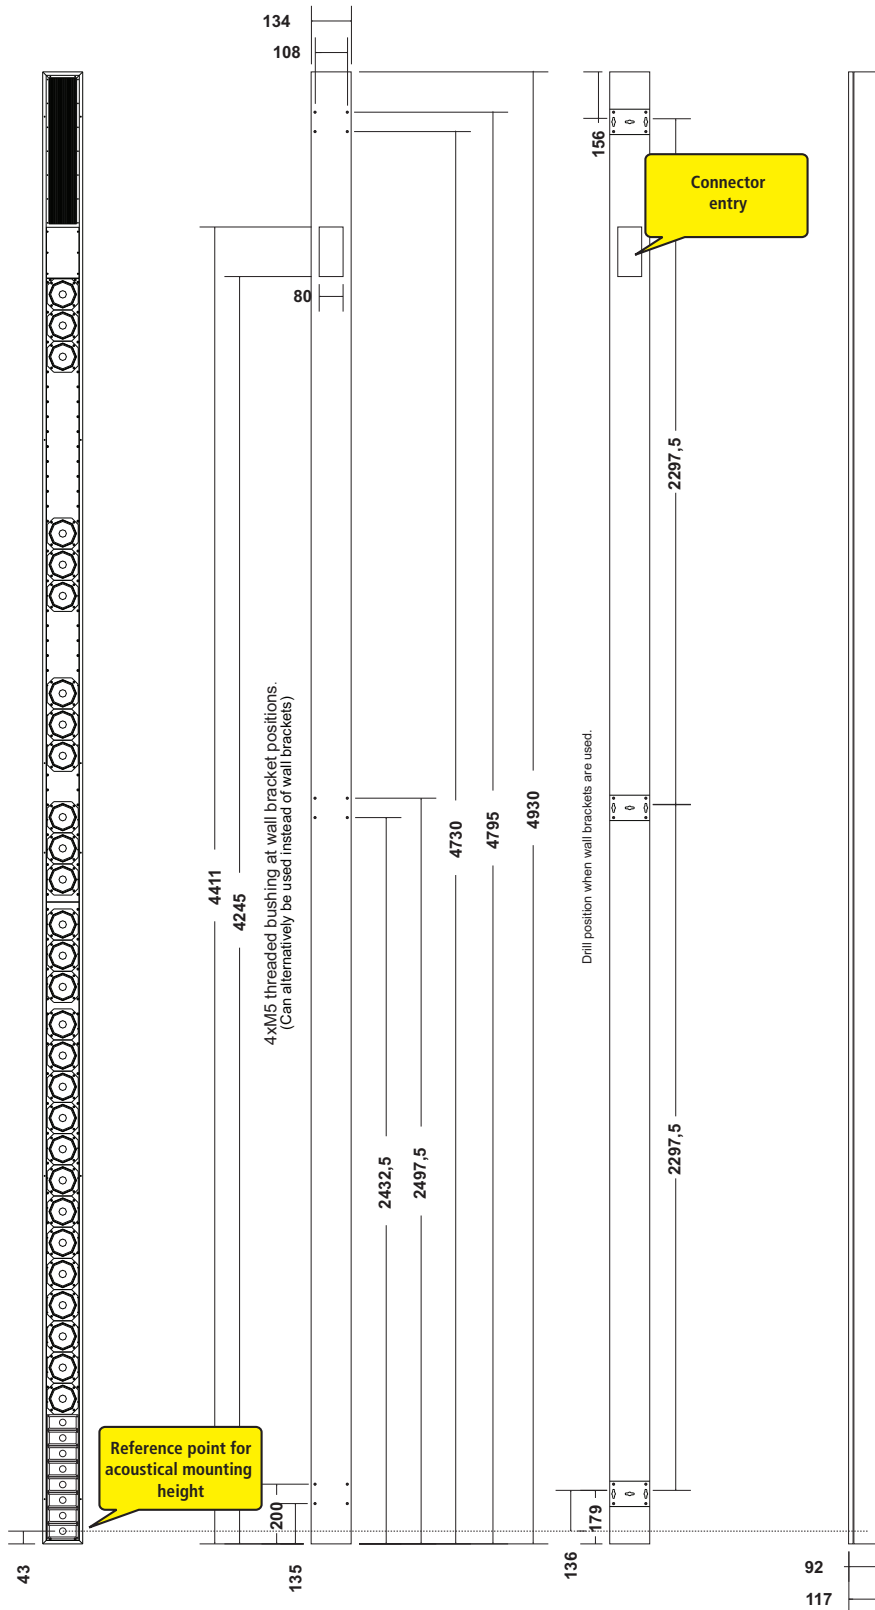 134
108
156
Connector
entry
80
2297,5
4xM5 threaded bushing at wall bracket positions.
(Can alternatively be used instead of wall brackets)
Drill position when wall brackets are used.
4411
4245
4730
4795
4930
2432,5
2497,5
2297,5
Reference point for
acoustical mounting
height
200
179
43
135
136
92
117